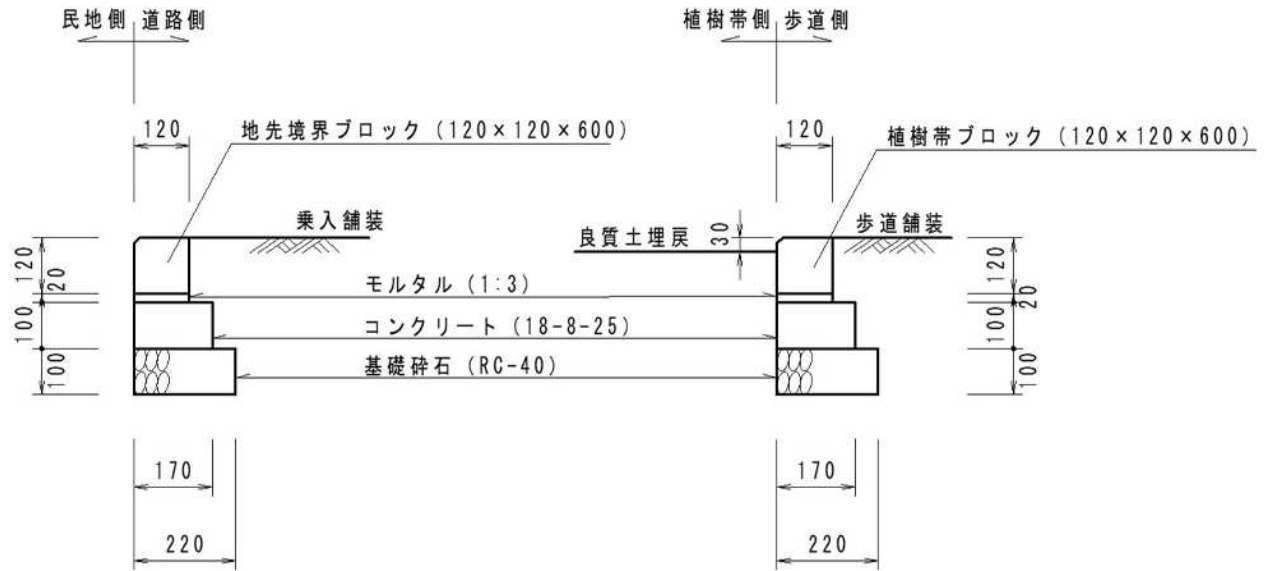 民地側 道路側
植樹帯側 歩道側
120
地先境界ブロック (120×120×600)
120
植樹帯ブロック (120×120×600)
乗入舗装
良質土埋戻
30
歩道舗装
120
20
100
100
モルタル (1:3)
コンクリート (18-8-25)
基礎砕石 (RC-40)
120
20
100
100
170
220
170
220